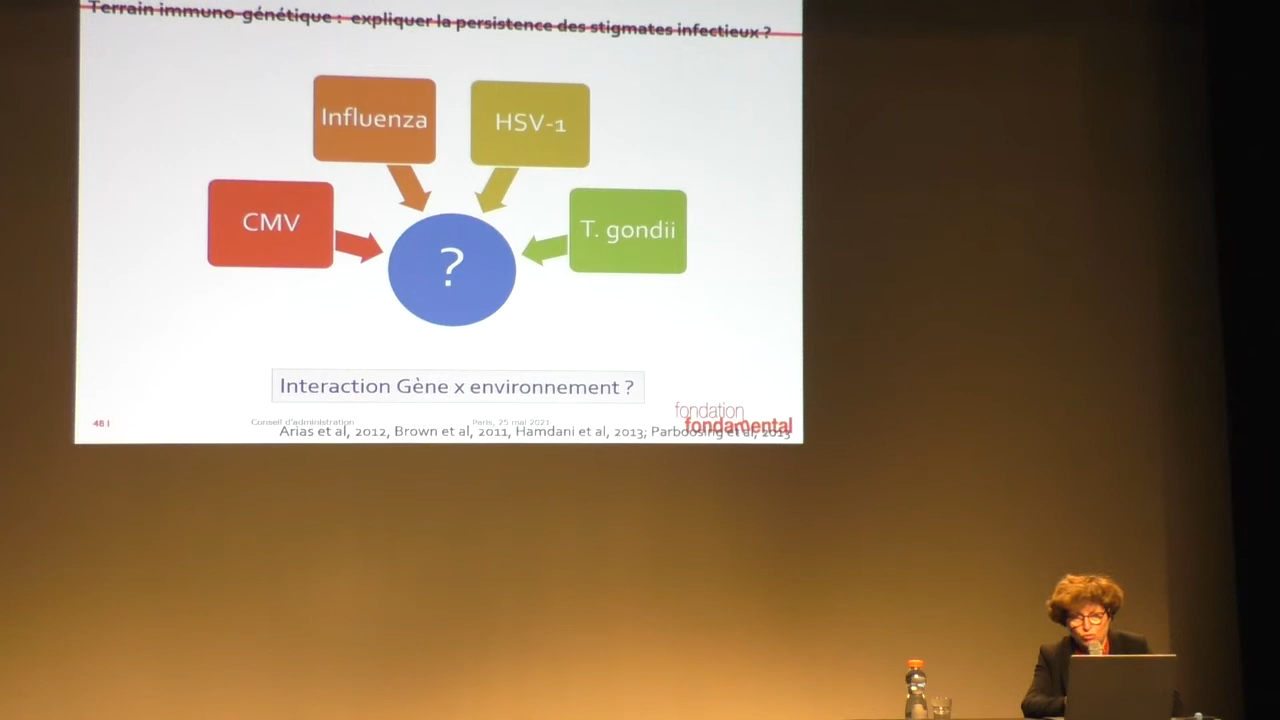 Terrain immuno-génétique : expliquer la persistence des stigmates infectieux ?
Influenza
HSV-1
CMV
T. gondii
?
Interaction Gène x environnement ?
48 I
Conseil d'administration
Paris, 25 mai 2021
fondation
fondamental
Arias et al, 2012, Brown et al, 2011, Hamdani et al, 2013; Parboosing et al, 2013